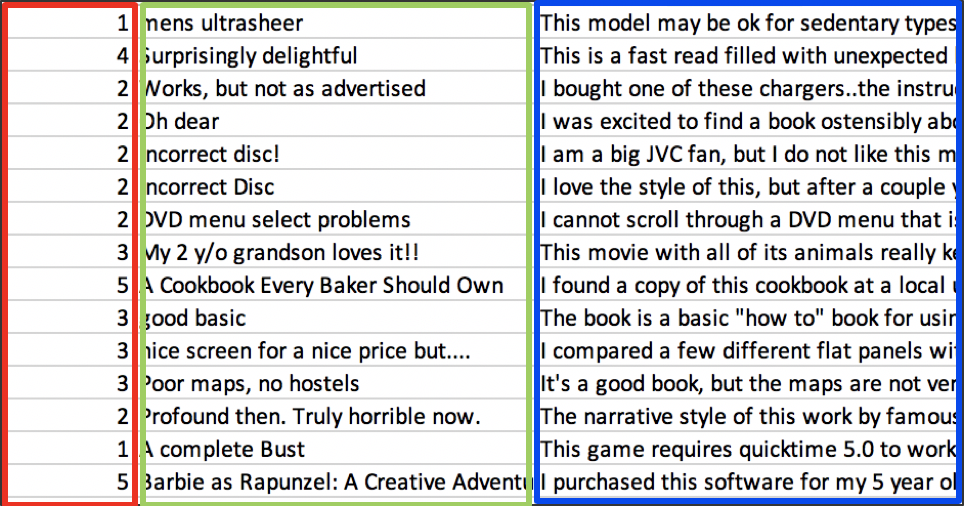 1 mens ultrasheer This model may be ok for sedentary types
4 Surprisingly delightful This is a fast read filled with unexpected
2 Works, but not as advertised I bought one of these chargers..the instru
2 Oh dear I was excited to find a book ostensibly abo
2 Incorrect disc! I am a big JVC fan, but I do not like this m
2 Incorrect Disc I love the style of this, but after a couple y
2 DVD menu select problems I cannot scroll through a DVD menu that is
3 My 2 y/o grandson loves it!! This movie with all of its animals really ke
5 A Cookbook Every Baker Should Own I found a copy of this cookbook at a local u
3 good basic The book is a basic "how to" book for usin
3 nice screen for a nice price but.... I compared a few different flat panels wit
3 Poor maps, no hostels It's a good book, but the maps are not ver
2 Profound then. Truly horrible now. The narrative style of this work by famous
1 A complete Bust This game requires quicktime 5.0 to work
5 Barbie as Rapunzel: A Creative Adventu I purchased this software for my 5 year ol